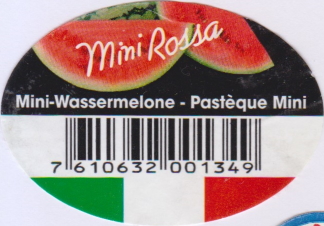 Mini Rossa
Mini-Wassermelone - Pastèque Mini
7 610632 001349